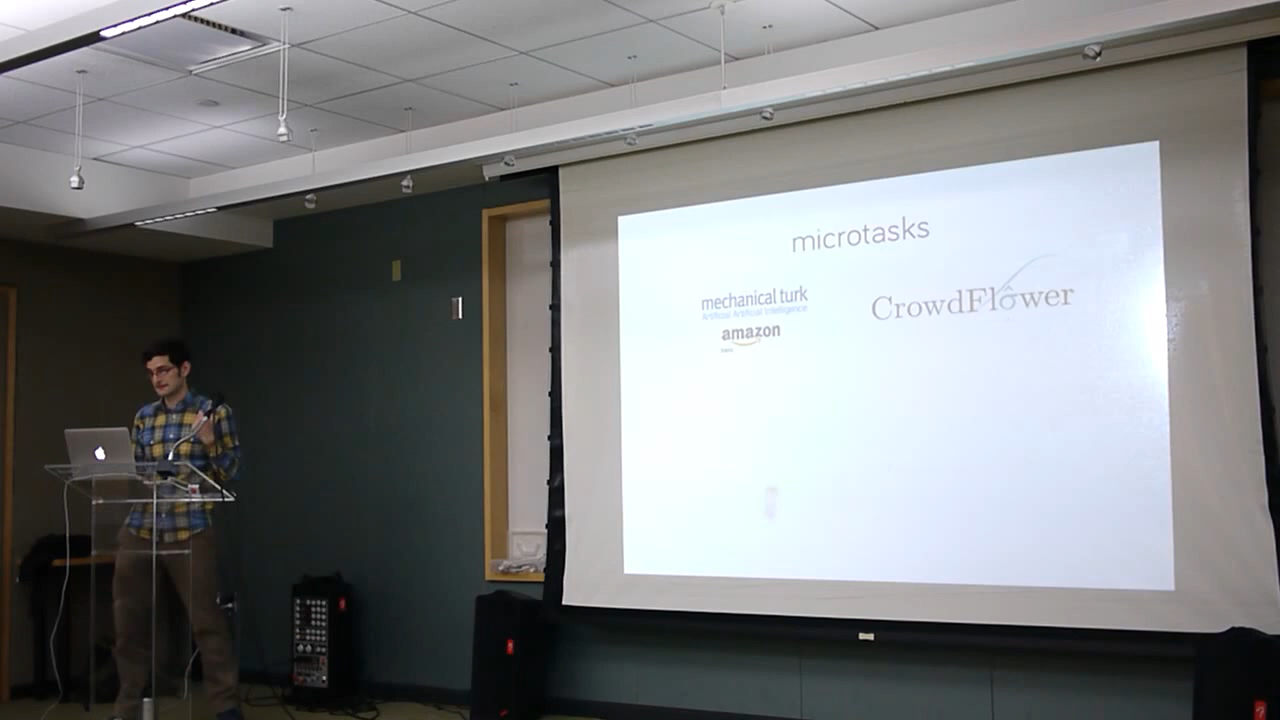 microtasks
mechanical turk
Artificial Artificial Intelligence
amazon
CrowdFlower